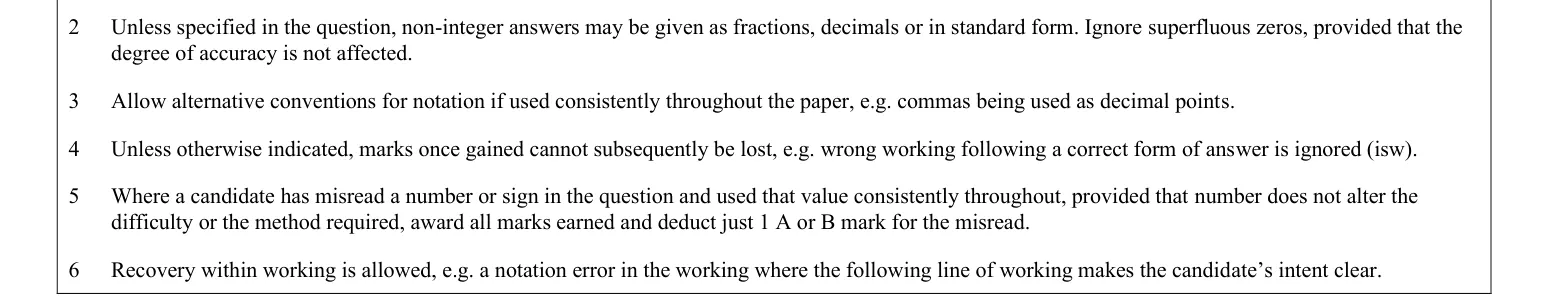 2 Unless specified in the question, non-integer answers may be given as fractions, decimals or in standard form. Ignore superfluous zeros, provided that the
degree of accuracy is not affected.
3 Allow alternative conventions for notation if used consistently throughout the paper, e.g. commas being used as decimal points.
4 Unless otherwise indicated, marks once gained cannot subsequently be lost, e.g. wrong working following a correct form of answer is ignored (isw).
5 Where a candidate has misread a number or sign in the question and used that value consistently throughout, provided that number does not alter the
difficulty or the method required, award all marks earned and deduct just 1 A or B mark for the misread.
6 Recovery within working is allowed, e.g. a notation error in the working where the following line of working makes the candidate’s intent clear.